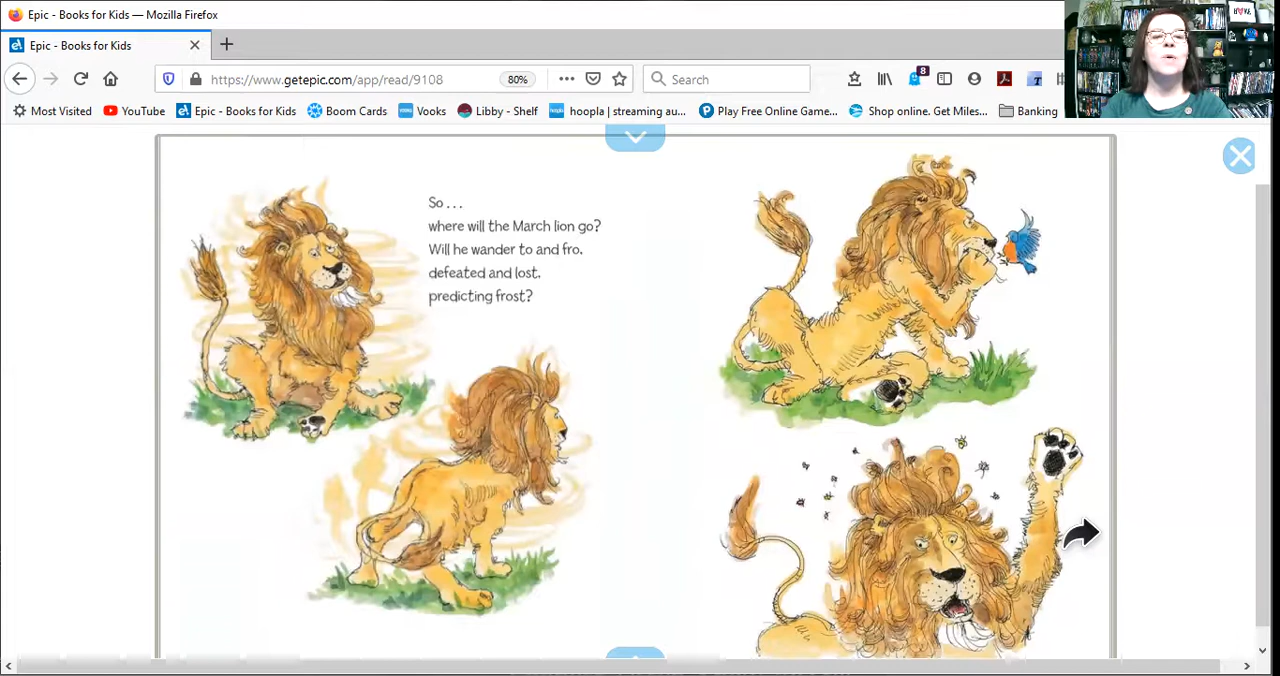 Epic - Books for Kids — Mozilla Firefox
Epic - Books for Kids
https://www.getepic.com/app/read/9108
80%
Search
8
Most Visited
YouTube
Epic - Books for Kids
Boom Cards
Vooks
Libby - Shelf
hoopla | streaming au...
Play Free Online Game...
Shop online. Get Miles...
Banking
So . . .
where will the March lion go?
Will he wander to and fro,
defeated and lost,
predicting frost?